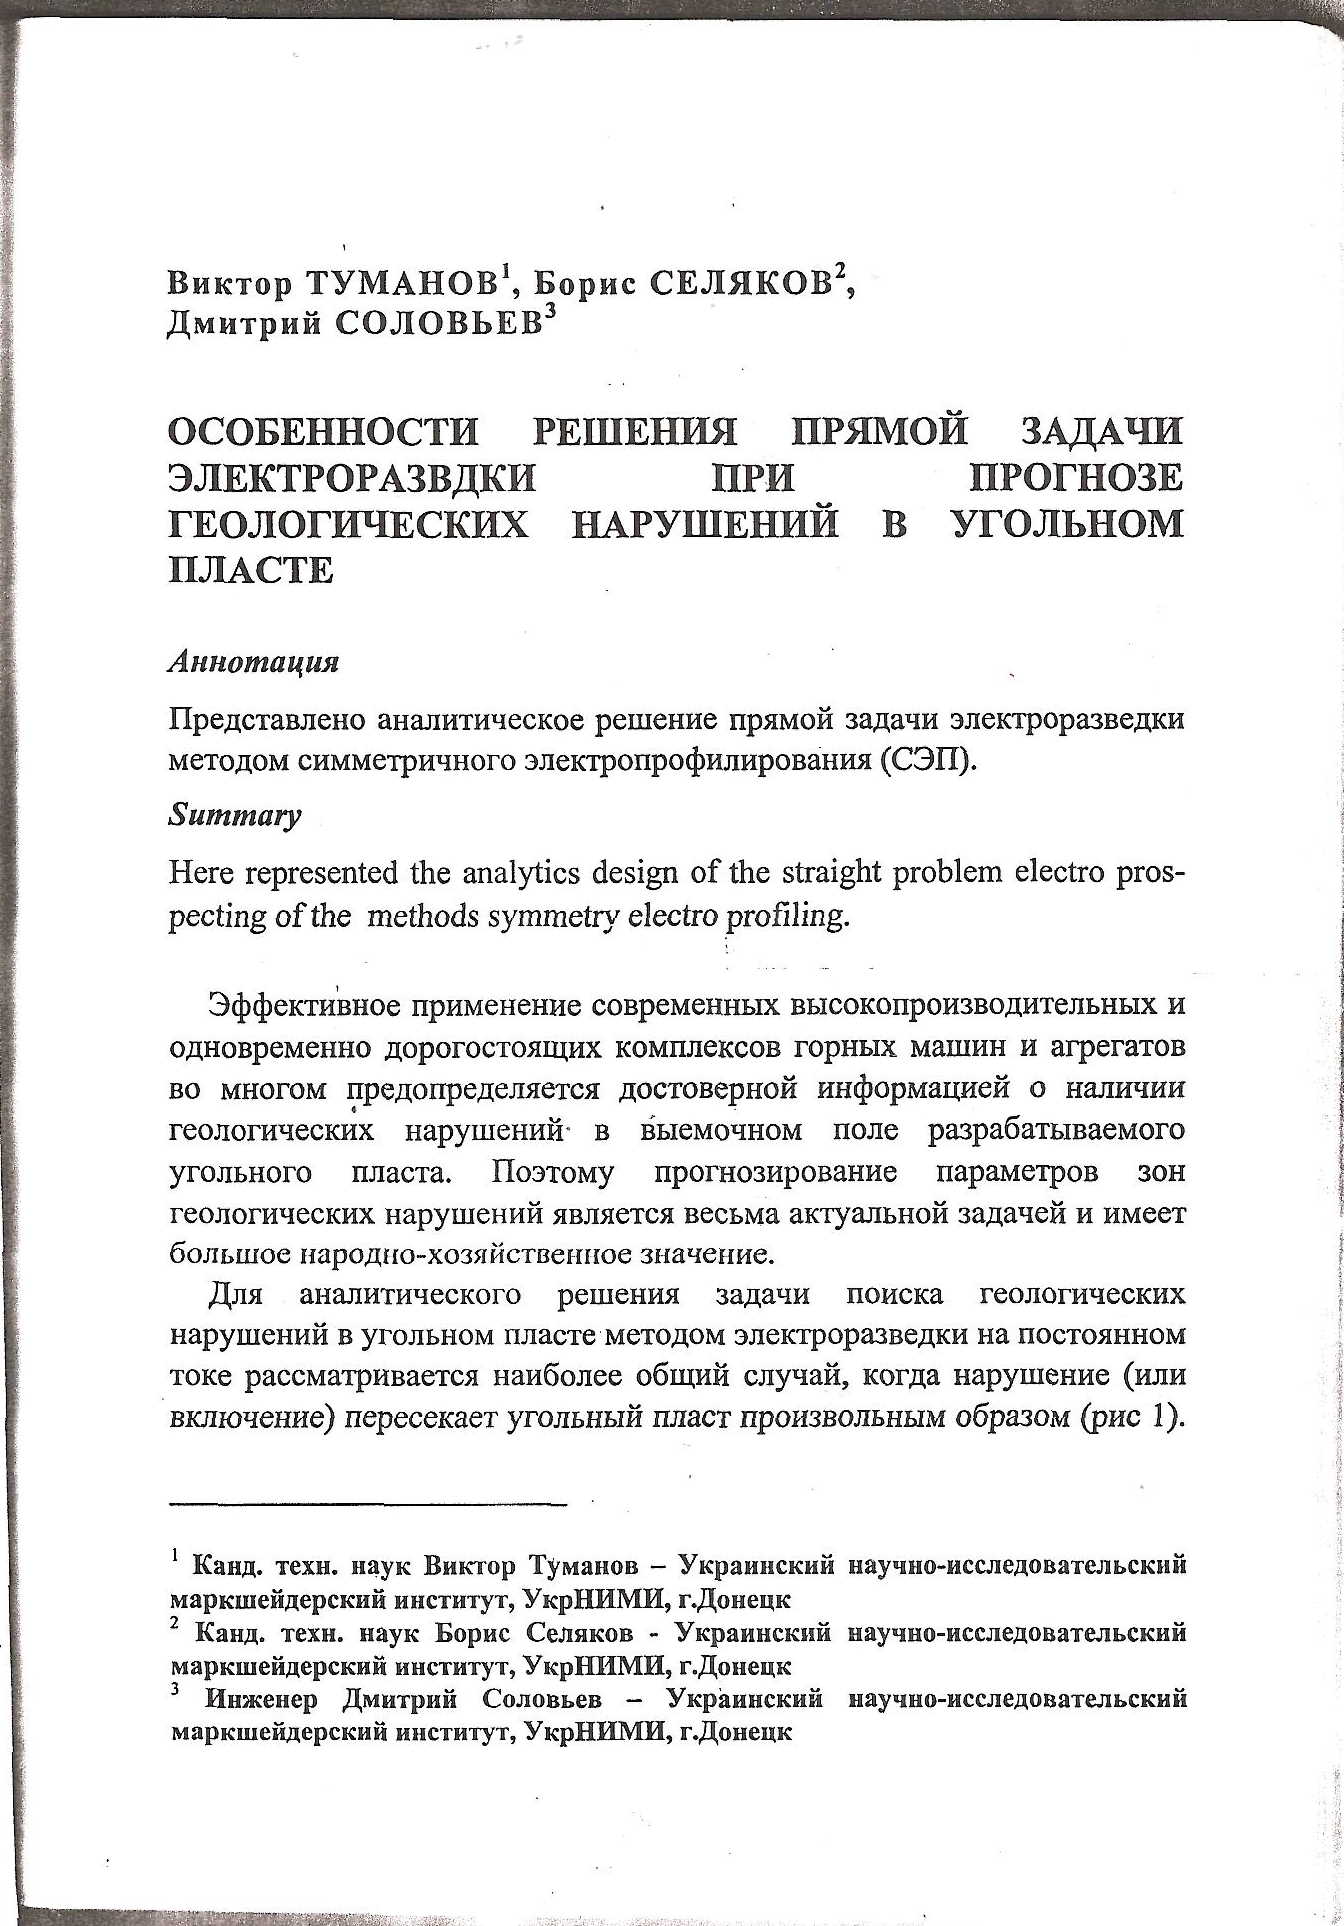 Виктор ТУМАНОВ¹, Борис СЕЛЯКОВ²,
Дмитрий СОЛОВЬЕВ³
ОСОБЕННОСТИ РЕШЕНИЯ ПРЯМОЙ ЗАДАЧИ
ЭЛЕКТРОРАЗВДКИ ПРИ ПРОГНОЗЕ
ГЕОЛОГИЧЕСКИХ НАРУШЕНИЙ В УГОЛЬНОМ
ПЛАСТЕ
Аннотация
Представлено аналитическое решение прямой задачи электроразведки
методом симметричного электропрофилирования (СЭП).
Summary
Here represented the analytics design of the straight problem electro pros-
pecting of the methods symmetry electro profiling.
Эффективное применение современных высокопроизводительных и
одновременно дорогостоящих комплексов горных машин и агрегатов
во многом предопределяется достоверной информацией о наличии
геологических нарушений в выемочном поле разрабатываемого
угольного пласта. Поэтому прогнозирование параметров зон
геологических нарушений является весьма актуальной задачей и имеет
большое народно-хозяйственное значение.
Для аналитического решения задачи поиска геологических
нарушений в угольном пласте методом электроразведки на постоянном
токе рассматривается наиболее общий случай, когда нарушение (или
включение) пересекает угольный пласт произвольным образом (рис 1).
¹ Канд. техн. наук Виктор Туманов – Украинский научно-исследовательский
маркшейдерский институт, УкрНИМИ, г.Донецк
² Канд. техн. наук Борис Селяков - Украинский научно-исследовательский
маркшейдерский институт, УкрНИМИ, г.Донецк
³ Инженер Дмитрий Соловьев – Украинский научно-исследовательский
маркшейдерский институт, УкрНИМИ, г.Донецк